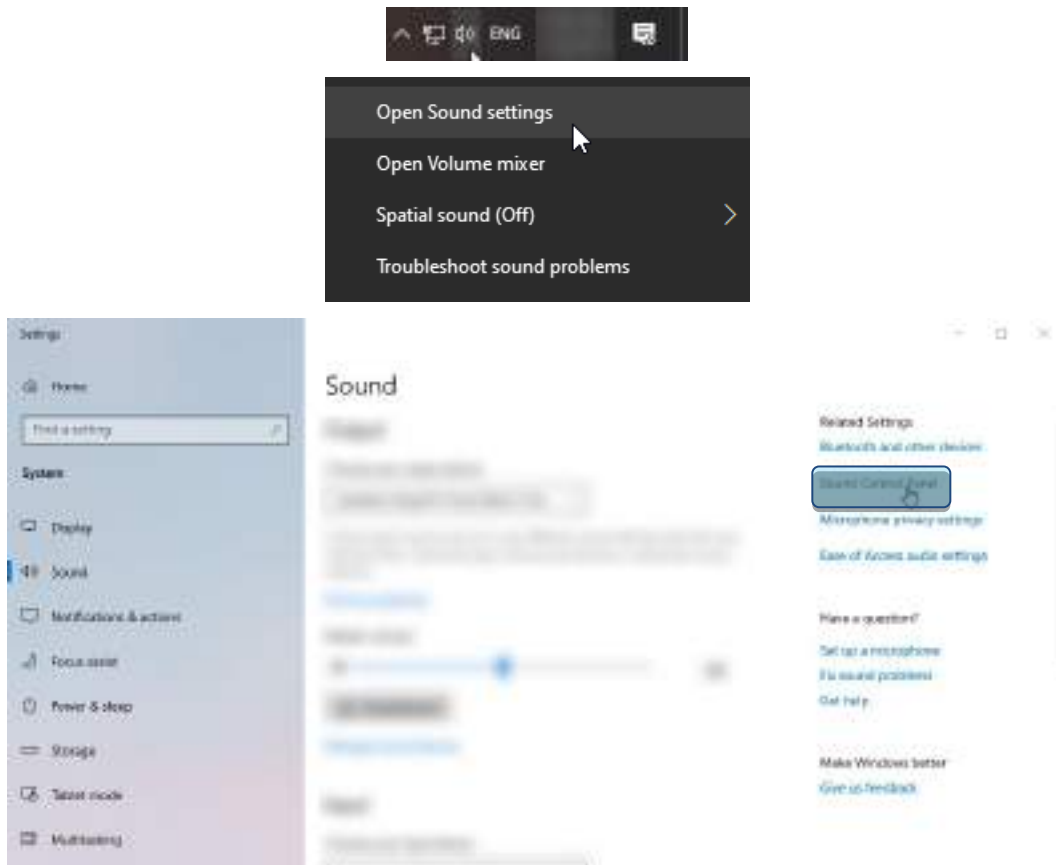 ENG
Open Sound settings
Open Volume mixer
Spatial sound (Off)
Troubleshoot sound problems
Settings
Home
Find a setting
System
Display
Sound
Notifications & actions
Focus assist
Power & sleep
Storage
Tablet mode
Multitasking
Sound
Output
Input
Related Settings
Bluetooth and other devices
Sound Control Panel
Microphone privacy settings
Ease of Access audio settings
Have a question?
Set up a microphone
Fix sound problems
Get help
Make Windows better
Give us feedback